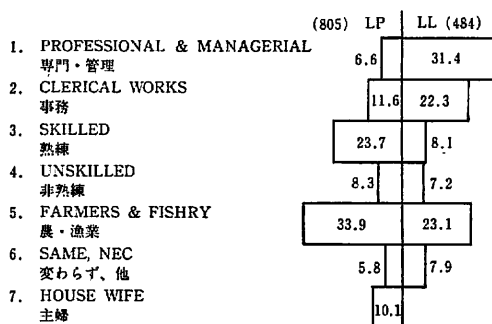 (805) LP LL (484)
1. PROFESSIONAL & MANAGERIAL 6.6 31.4
専門・管理
2. CLERICAL WORKS 11.6 22.3
事務
3. SKILLED 23.7 8.1
熟練
4. UNSKILLED 8.3 7.2
非熟練
5. FARMERS & FISHRY 33.9 23.1
農・漁業
6. SAME, NEC 5.8 7.9
変わらず、他
7. HOUSE WIFE 10.1
主婦